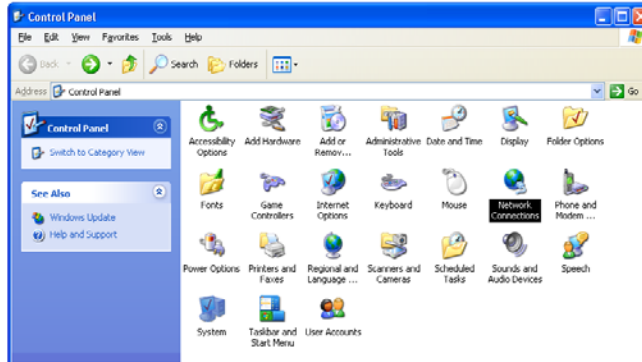 Control Panel
File Edit View Favorites Tools Help
Back Search Folders
Address Control Panel Go
Control Panel
Switch to Category View
See Also
Windows Update
Help and Support
Accessibility Options
Add Hardware
Add or Remov...
Administrative Tools
Date and Time
Display
Folder Options
Fonts
Game Controllers
Internet Options
Keyboard
Mouse
Network Connections
Phone and Modem ...
Power Options
Printers and Faxes
Regional and Language ...
Scanners and Cameras
Scheduled Tasks
Sounds and Audio Devices
Speech
System
Taskbar and Start Menu
User Accounts